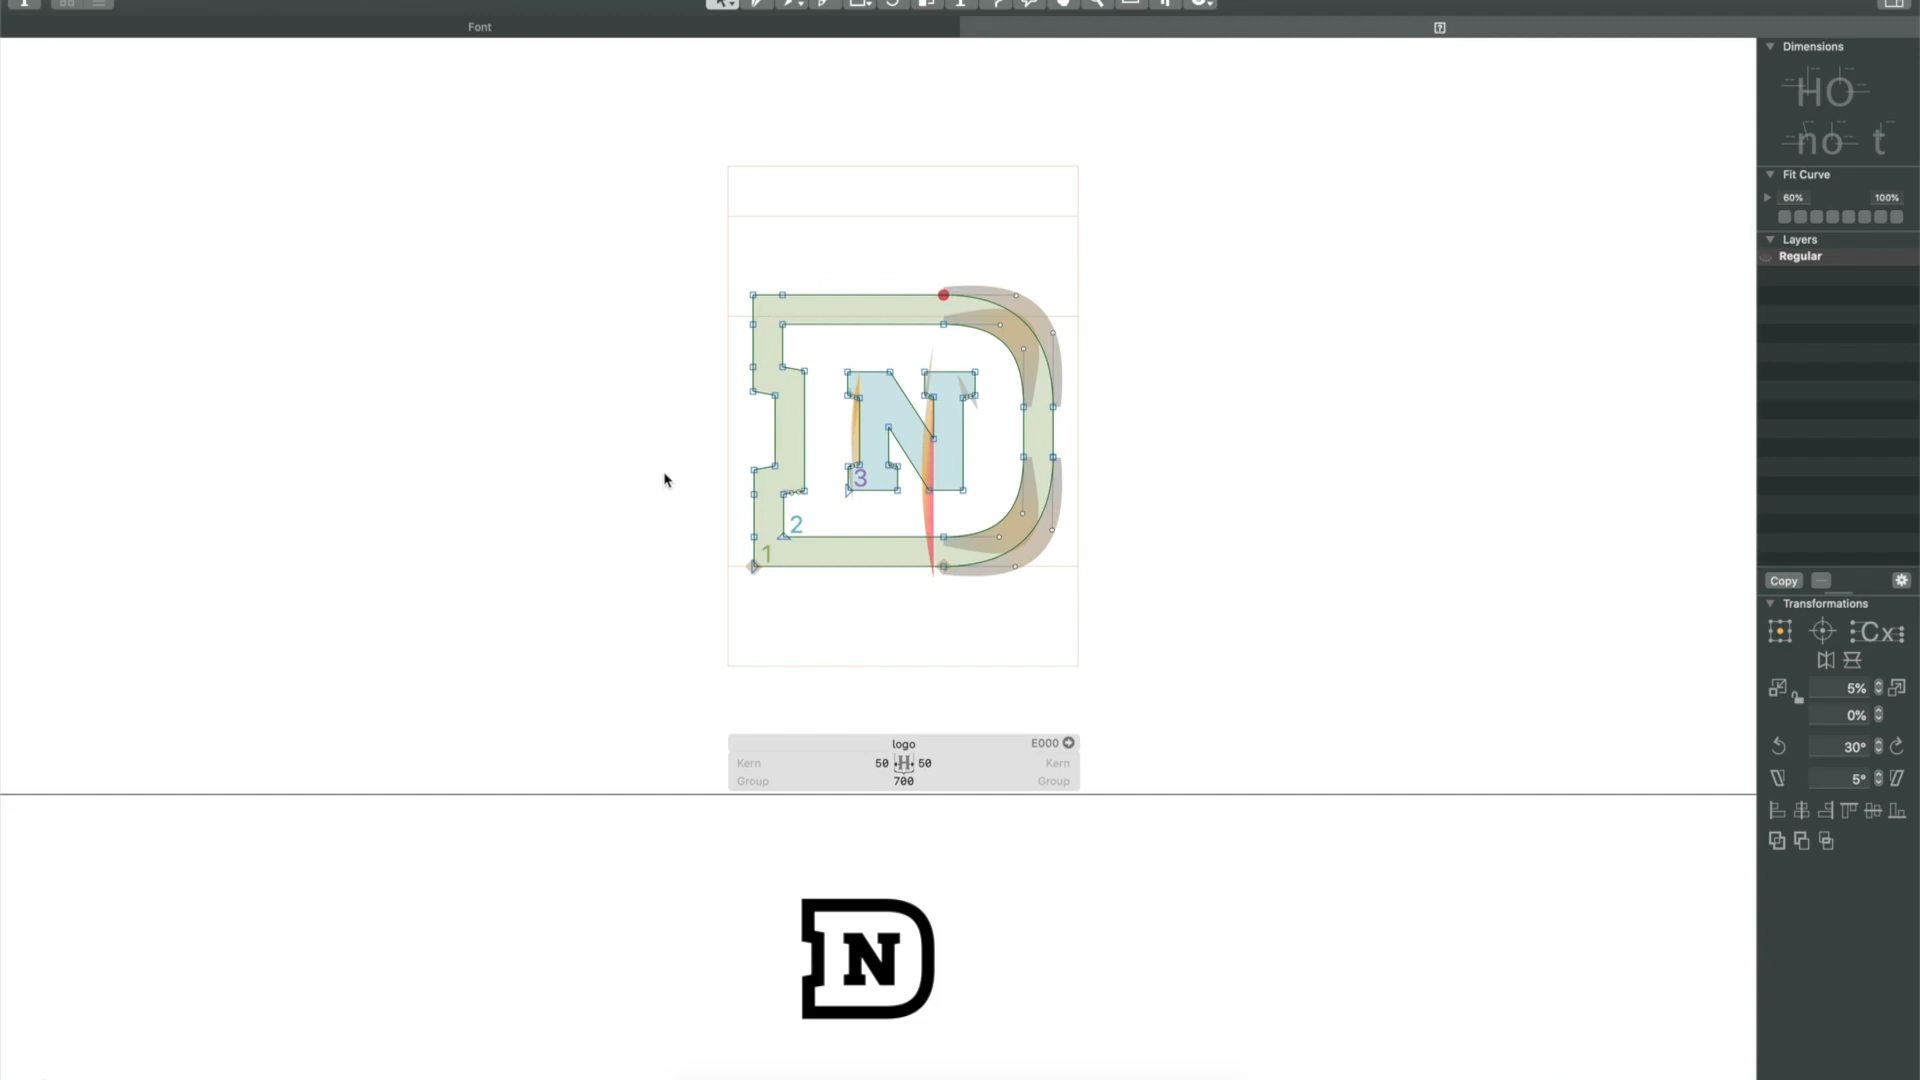 Font
Dimensions
HO
no t
Fit Curve
60% 100%
Layers
Regular
N
3
2
1
Copy
Transformations
Cx
5%
0%
30°
5°
logo E000
Kern 50 H 50 Kern
Group 700 Group
DN